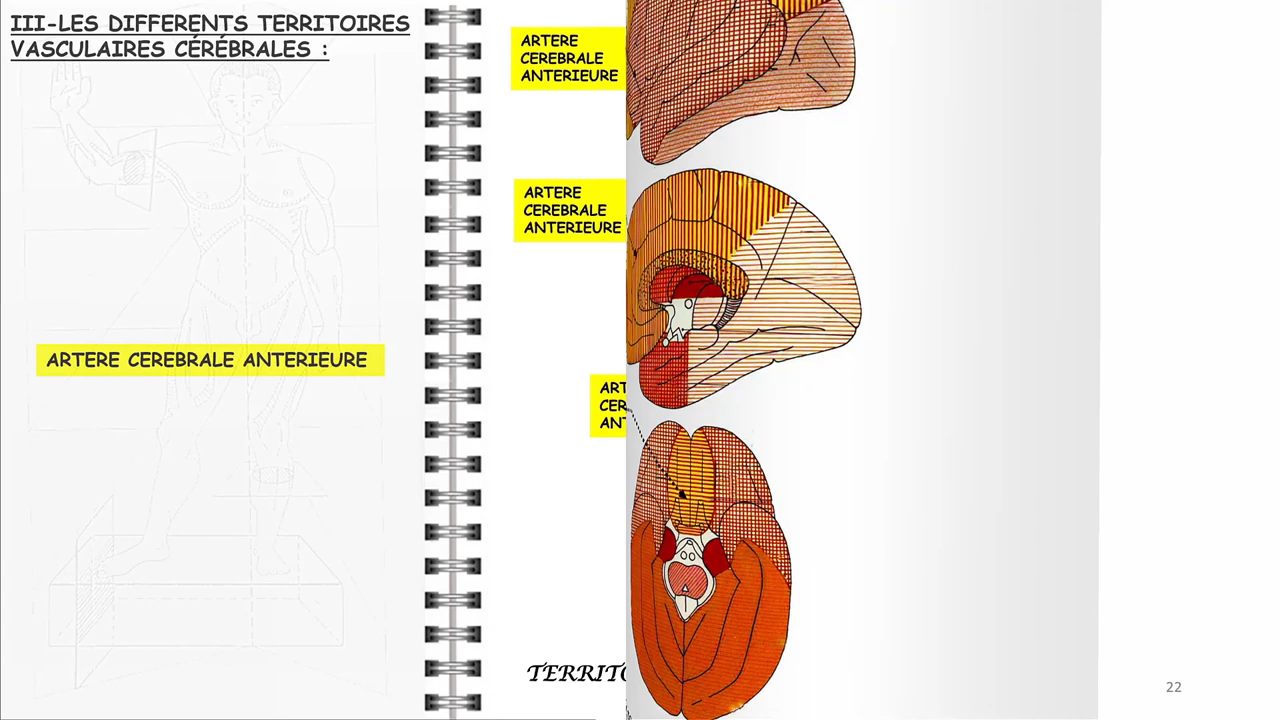 III-LES DIFFERENTS TERRITOIRES
VASCULAIRES CÉRÉBRALES :
ARTERE CEREBRALE ANTERIEURE
ARTERE
CEREBRALE
ANTERIEURE
ARTERE
CEREBRALE
ANTERIEURE
22